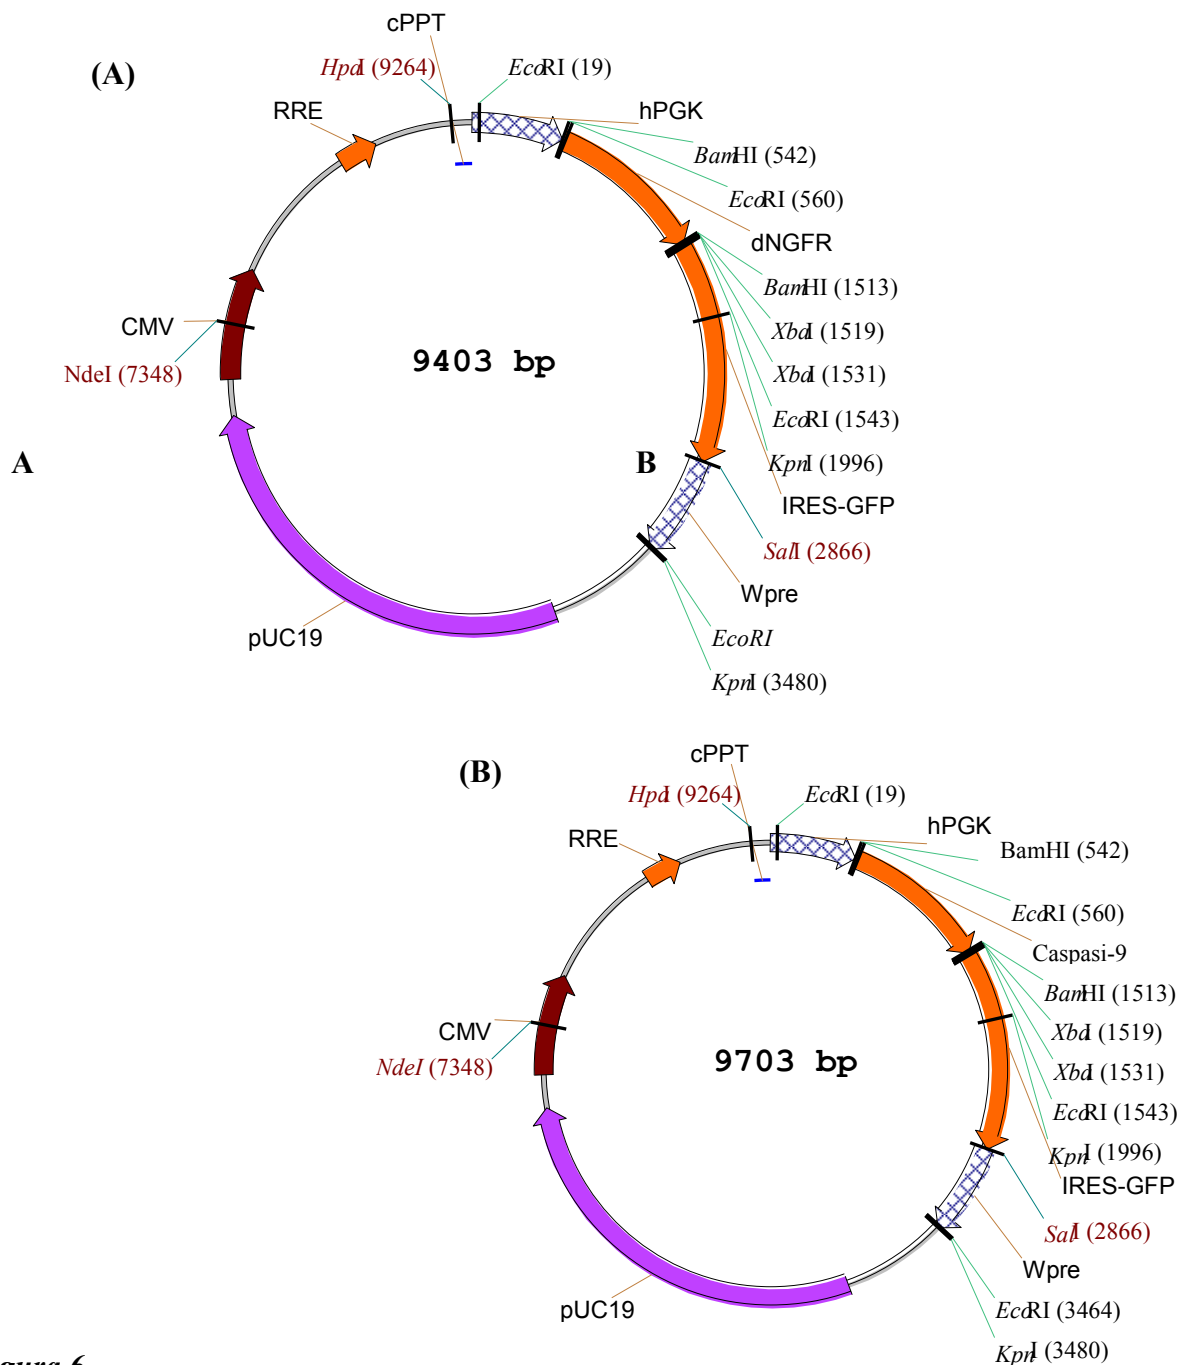 cPPT
(A)
HpaI (9264)
EcoRI (19)
RRE
hPGK
BamHI (542)
EcoRI (560)
dNGFR
BamHI (1513)
CMV
XbaI (1519)
9403 bp
NdeI (7348)
XbaI (1531)
EcoRI (1543)
A
B
KpnI (1996)
IRES-GFP
SalI (2866)
Wpre
pUC19
EcoRI
KpnI (3480)
cPPT
(B)
HpaI (9264)
EcoRI (19)
hPGK
RRE
BamHI (542)
EcoRI (560)
Caspasi-9
BamHI (1513)
CMV
XbaI (1519)
9703 bp
NdeI (7348)
XbaI (1531)
EcoRI (1543)
KpnI (1996)
IRES-GFP
SalI (2866)
Wpre
pUC19
EcoRI (3464)
KpnI (3480)